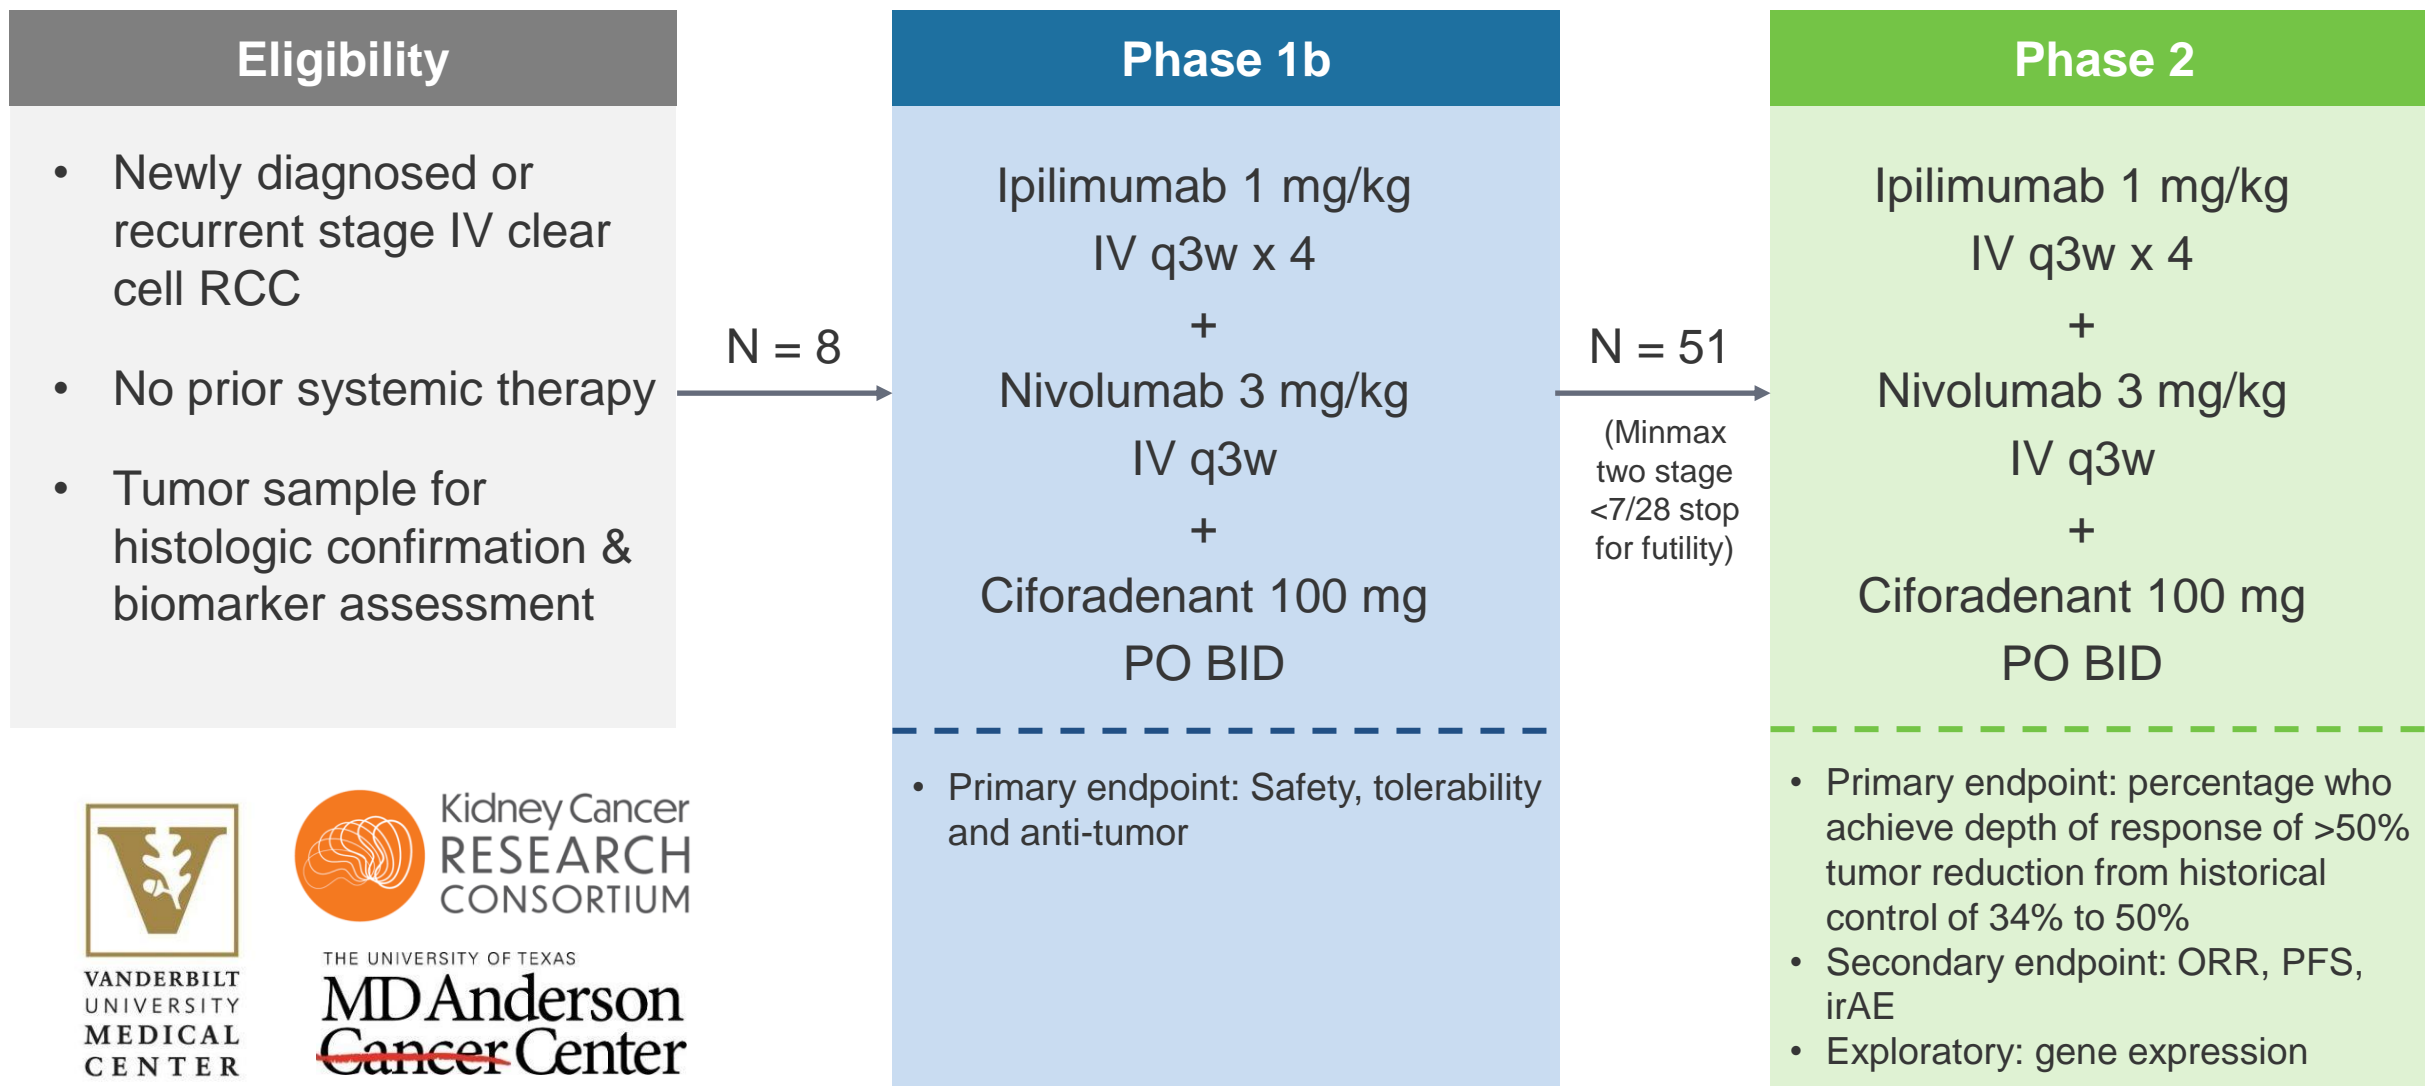 Eligibility
• Newly diagnosed or
recurrent stage IV clear
cell RCC
• No prior systemic therapy
• Tumor sample for
histologic confirmation &
biomarker assessment
N = 8
Phase 1b
Ipilimumab 1 mg/kg
IV q3w x 4
+
Nivolumab 3 mg/kg
IV q3w
+
Ciforadenant 100 mg
PO BID
• Primary endpoint: Safety, tolerability
and anti-tumor
N = 51
(Minmax
two stage
<7/28 stop
for futility)
Phase 2
Ipilimumab 1 mg/kg
IV q3w x 4
+
Nivolumab 3 mg/kg
IV q3w
+
Ciforadenant 100 mg
PO BID
• Primary endpoint: percentage who
achieve depth of response of >50%
tumor reduction from historical
control of 34% to 50%
• Secondary endpoint: ORR, PFS,
irAE
• Exploratory: gene expression
V
VANDERBILT
UNIVERSITY
MEDICAL
CENTER
Kidney Cancer
RESEARCH
CONSORTIUM
THE UNIVERSITY OF TEXAS
MD Anderson
Cancer Center